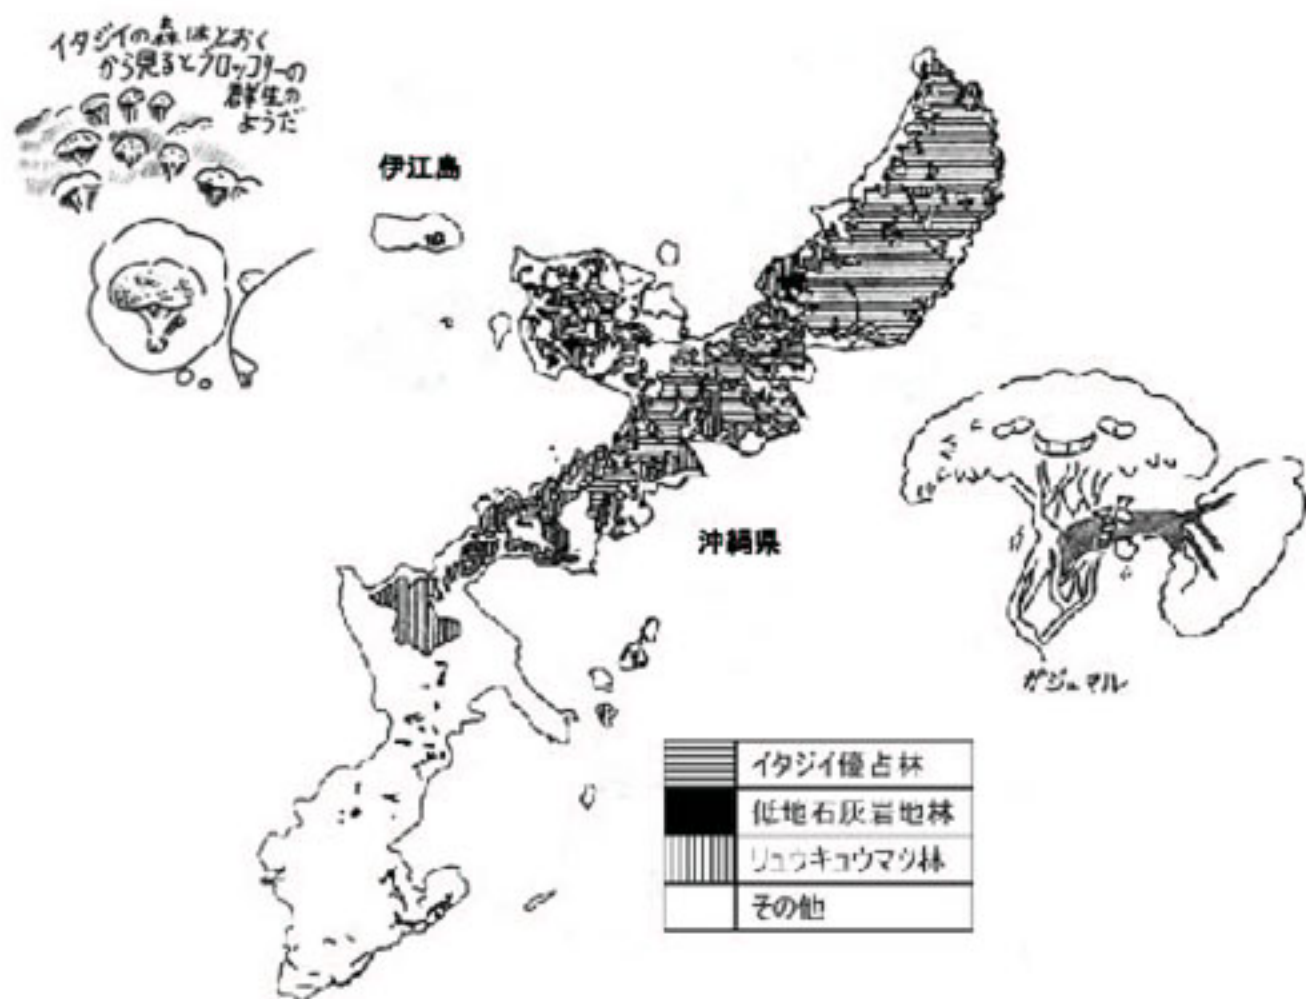 イタジイの森はとおく
から見るとブロッコリーの
群生の
ようだ
伊江島
沖縄県
ガジュマル
イタジイ優占林
低地石灰岩地林
リュウキュウマツ林
その他